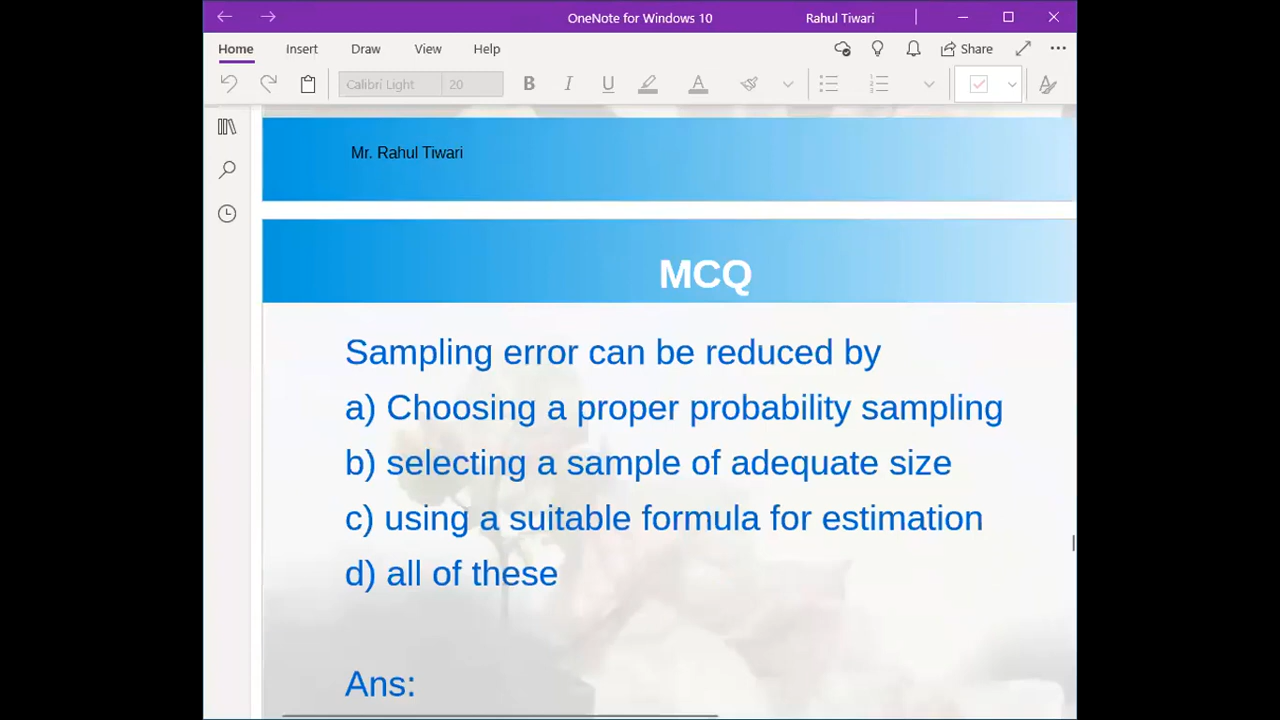 OneNote for Windows 10
Rahul Tiwari
Home Insert Draw View Help
Share
Calibri Light 20 B I U A
Mr. Rahul Tiwari
MCQ
Sampling error can be reduced by
a) Choosing a proper probability sampling
b) selecting a sample of adequate size
c) using a suitable formula for estimation
d) all of these
Ans: